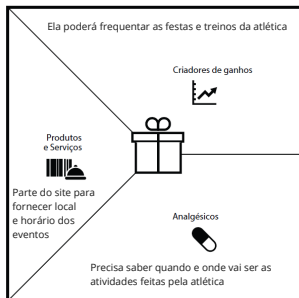 Ela poderá frequentar as festas e treinos da atlética
Criadores de ganhos
Produtos
e Serviços
Parte do site para
fornecer local
e horário dos
eventos
Analgésicos
Precisa saber quando e onde vai ser as
atividades feitas pela atlética